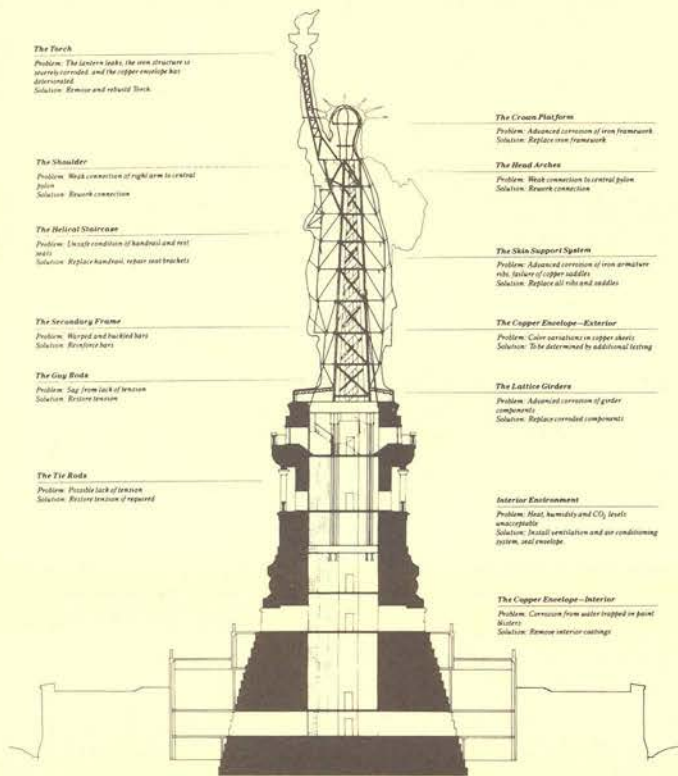 The Torch
Problem: The lantern leaks, the iron structure is
severely corroded, and the copper envelope has
deteriorated.
Solution: Remove and rebuild Torch.
The Shoulder
Problem: Weak connection of right arm to central
pylon
Solution: Rework connection
The Helical Staircase
Problem: Unsafe condition of handrail and rest
seats
Solution: Replace handrail, repair seat brackets
The Secondary Frame
Problem: Warped and buckled bars
Solution: Reinforce bars
The Guy Rods
Problem: Sag from lack of tension
Solution: Restore tension
The Tie Rods
Problem: Possible lack of tension
Solution: Restore tension if required
The Crown Platform
Problem: Advanced corrosion of iron framework
Solution: Replace iron framework
The Head Arches
Problem: Weak connection to central pylon
Solution: Rework connection
The Skin Support System
Problem: Advanced corrosion of iron armature
ribs, failure of copper saddles
Solution: Replace all ribs and saddles
The Copper Envelope—Exterior
Problem: Color variations in copper sheets
Solution: To be determined by additional testing
The Lattice Girders
Problem: Advanced corrosion of girder
components
Solution: Replace corroded components
Interior Environment
Problem: Heat, humidity and CO₂ levels
unacceptable
Solution: Install ventilation and air conditioning
system, seal envelope.
The Copper Envelope—Interior
Problem: Corrosion from water trapped in paint
blisters
Solution: Remove interior coatings